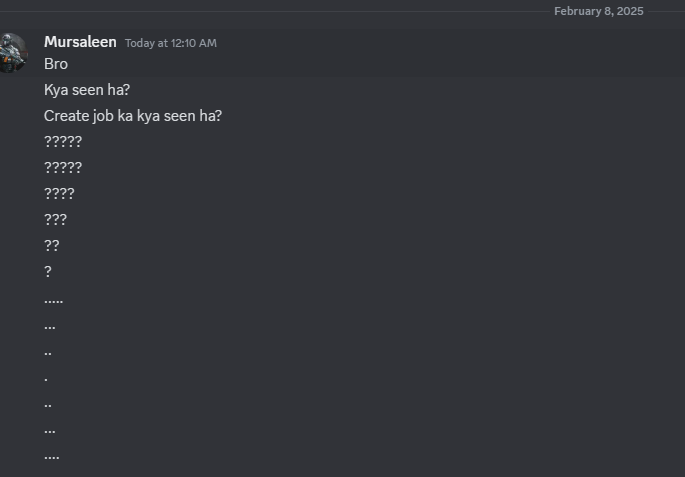 February 8, 2025
Mursaleen Today at 12:10 AM
Bro
Kya seen ha?
Create job ka kya seen ha?
?????
?????
????
???
??
?
.....
...
..
.
..
...
....